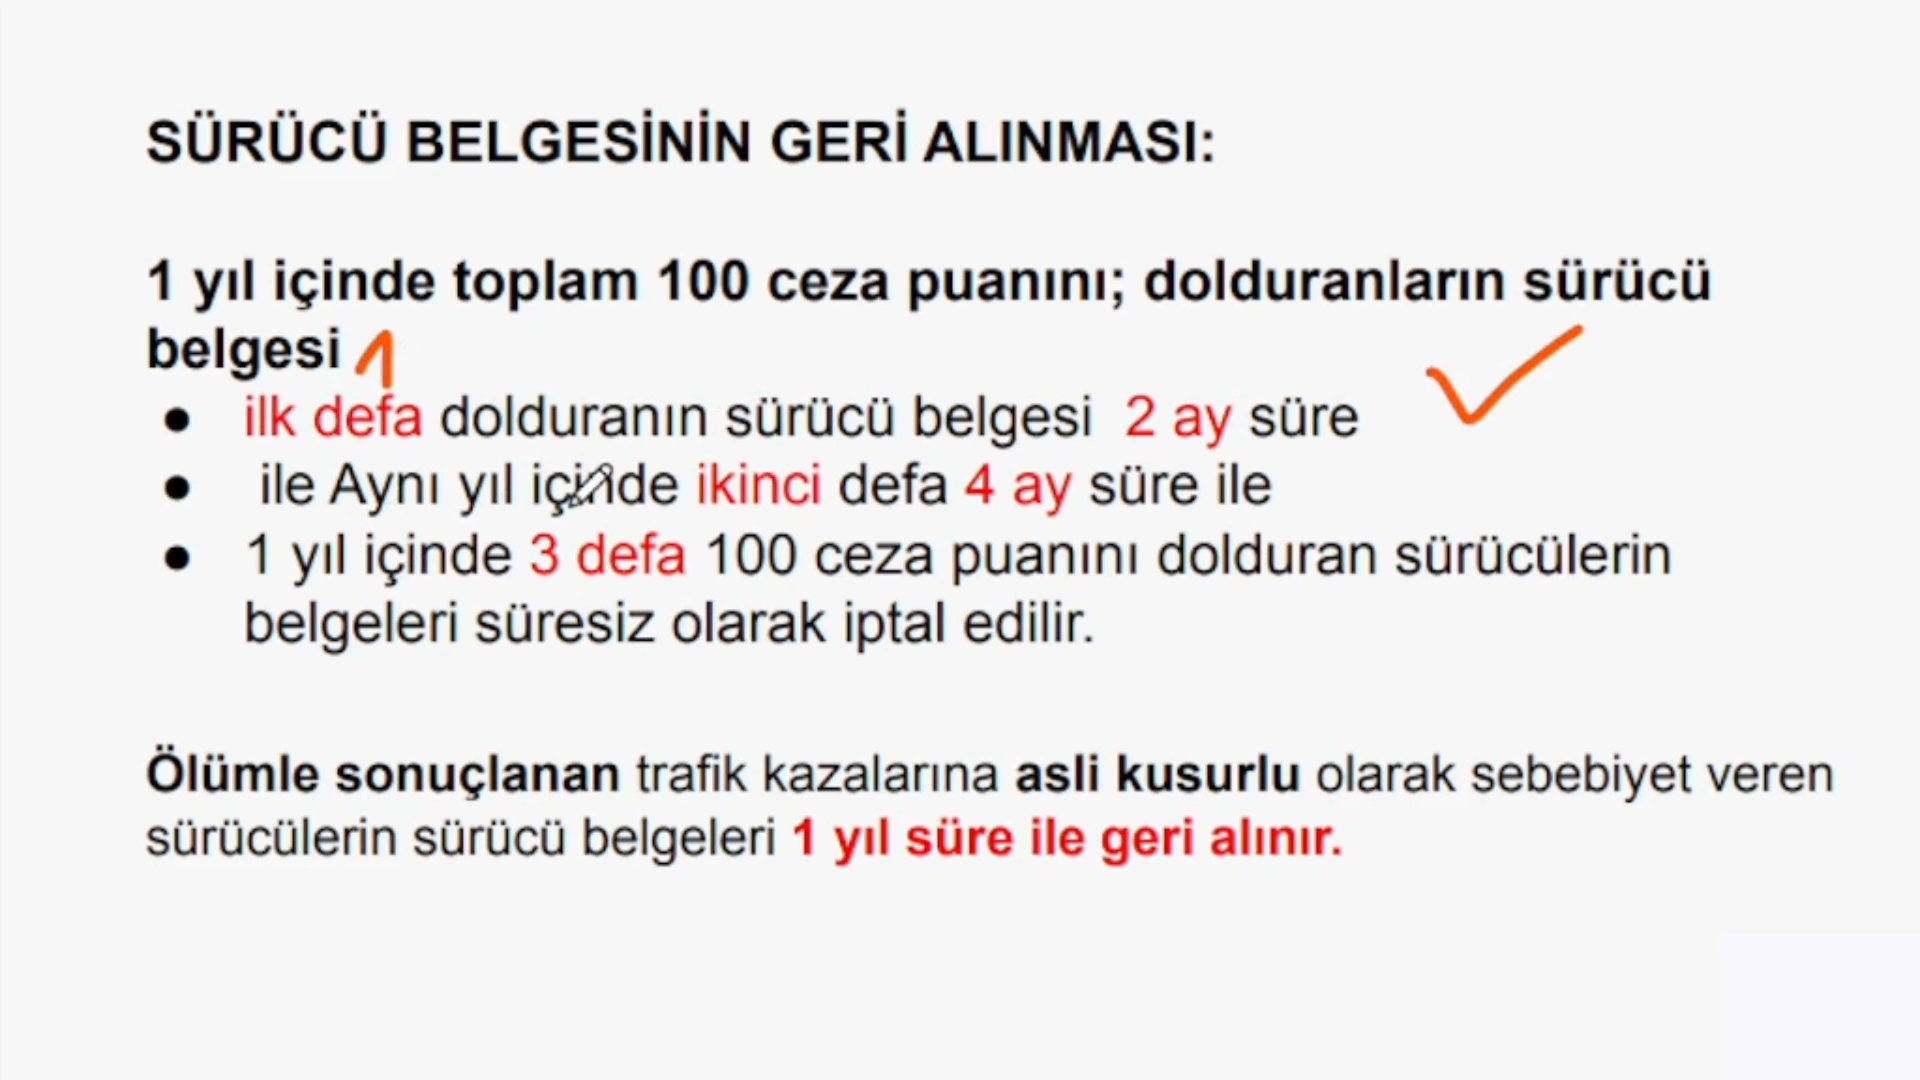 SÜRÜCÜ BELGESİNİN GERİ ALINMASI:
1 yıl içinde toplam 100 ceza puanını; dolduranların sürücü
belgesi 1
● ilk defa dolduranın sürücü belgesi 2 ay süre
● ile Aynı yıl içinde ikinci defa 4 ay süre ile
● 1 yıl içinde 3 defa 100 ceza puanını dolduran sürücülerin
belgeleri süresiz olarak iptal edilir.
Ölümle sonuçlanan trafik kazalarına asli kusurlu olarak sebebiyet veren
sürücülerin sürücü belgeleri 1 yıl süre ile geri alınır.